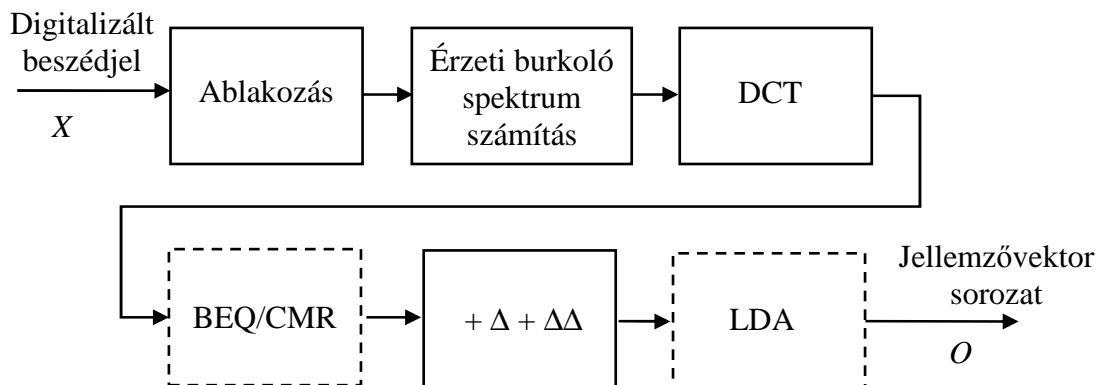 Digitalizált
beszédjel
X
Ablakozás
Érzeti burkoló
spektrum
számítás
DCT
BEQ/CMR
+ Δ + ΔΔ
LDA
Jellemzővektor
sorozat
O